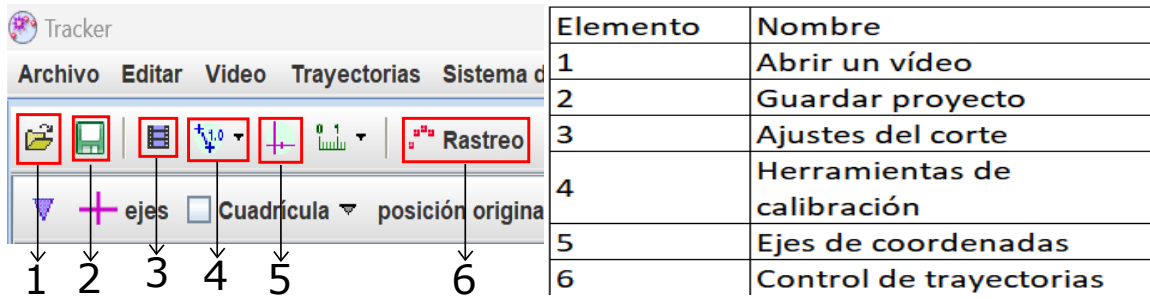 Tracker
Archivo Editar Video Trayectorias Sistema d
1.0 0 1 Rastreo
ejes Cuadrícula posición origina
1 2 3 4 5 6
Elemento Nombre
1 Abrir un vídeo
2 Guardar proyecto
3 Ajustes del corte
4 Herramientas de
calibración
5 Ejes de coordenadas
6 Control de trayectorias